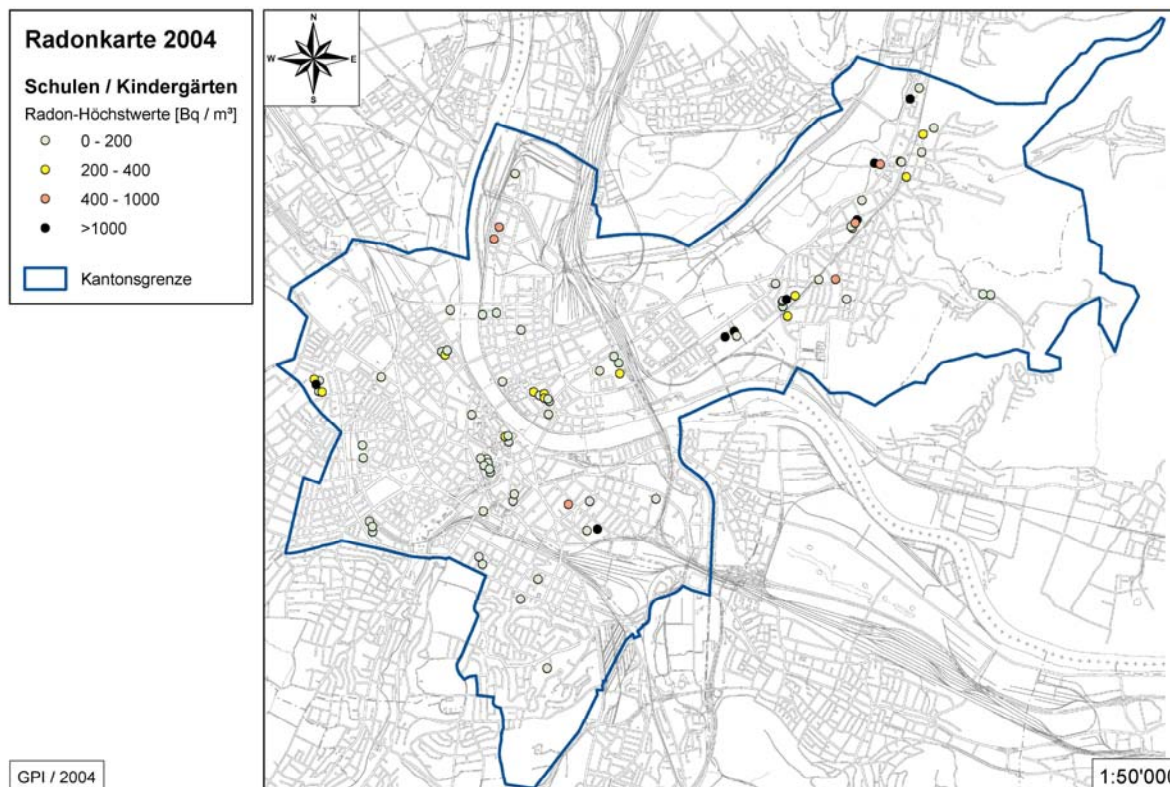 Radonkarte 2004
Schulen / Kindergärten
Radon-Höchstwerte [Bq / m³]
0 - 200
200 - 400
400 - 1000
>1000
Kantonsgrenze
N
W
E
S
GPI / 2004
1:50'000